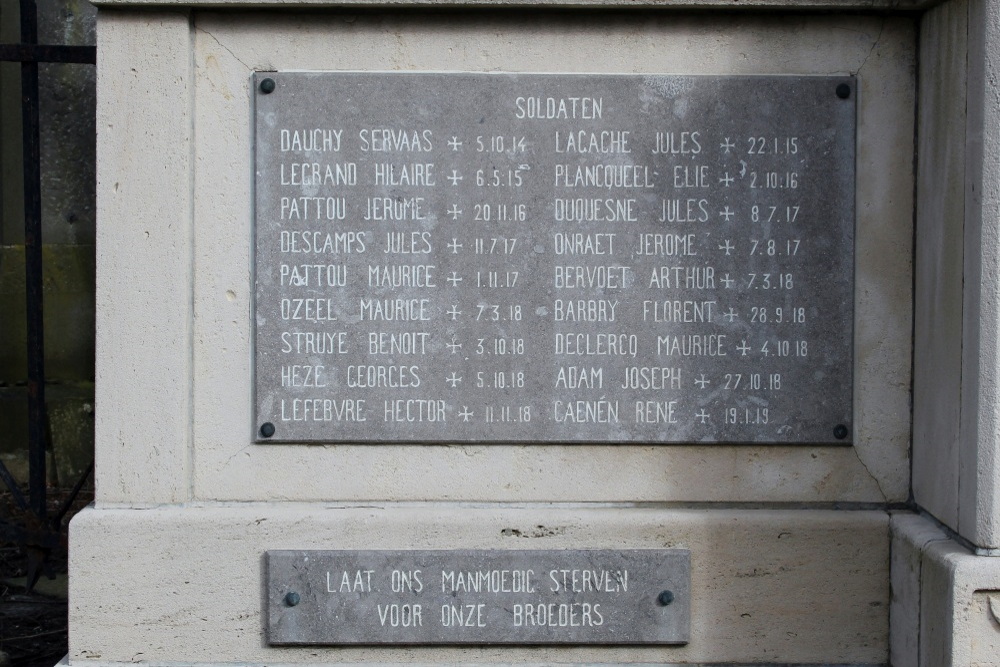 SOLDATEN
DAUCHY SERVAAS + 5.10.14 LAGACHE JULES + 22.1.15
LEGRAND HILAIRE + 6.5.15 PLANCQUEEL ELIE + 2.10.16
PATTOU JEROME + 20.11.16 DUQUESNE JULES + 8.7.17
DESCAMPS JULES + 11.7.17 ONRAET JEROME + 7.8.17
PATTOU MAURICE + 1.11.17 BERVOET ARTHUR + 7.3.18
OZEEL MAURICE + 7.3.18 BARBRY FLORENT + 28.9.18
STRUYE BENOIT + 3.10.18 DECLERCQ MAURICE + 4.10.18
HEZE GEORGES + 5.10.18 ADAM JOSEPH + 27.10.18
LEFEBVRE HECTOR + 11.11.18 CAENÉN RENE + 19.1.19
LAAT ONS MANMOEDIG STERVEN
VOOR ONZE BROEDERS